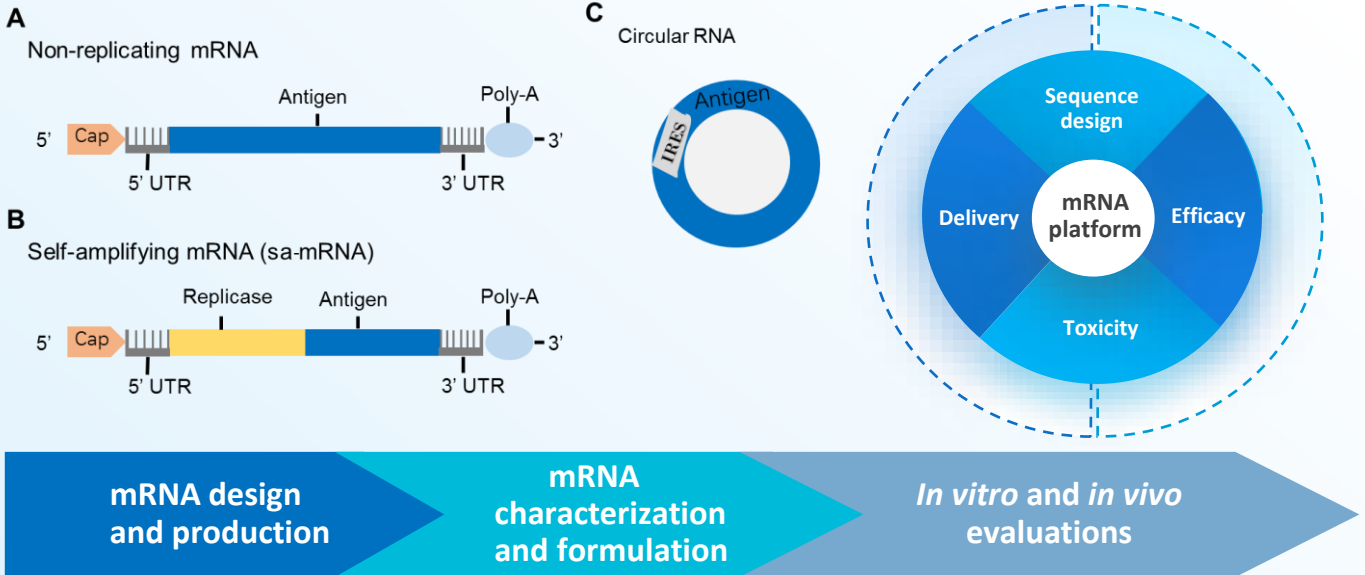 A
Non-replicating mRNA
Antigen
Poly-A
5’
Cap
3’
5’ UTR
3’ UTR
B
Self-amplifying mRNA (sa-mRNA)
Replicase
Antigen
Poly-A
5’
Cap
3’
5’ UTR
3’ UTR
C
Circular RNA
Antigen
IRES
Sequence
design
Delivery
mRNA
platform
Efficacy
Toxicity
mRNA design
and production
mRNA
characterization
and formulation
In vitro and in vivo
evaluations